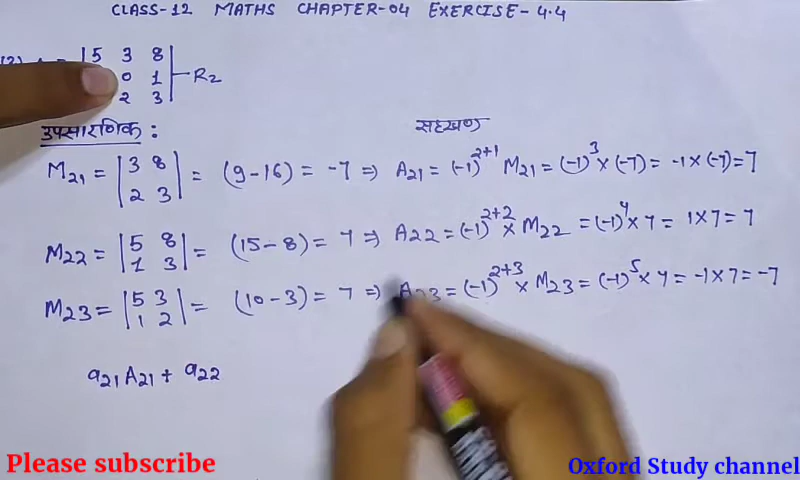 CLASS-12 MATHS CHAPTER-04 EXERCISE-4.4
|5 3 8|
0 1| — R2
2 3|
उपसारणिक : सहखण्ड
M21 = |3 8; 2 3| = (9-16) = -7 ⇒ A21 = (-1)^2+1 M21 = (-1)^3 × (-7) = -1 × (-7) = 7
M22 = |5 8; 1 3| = (15-8) = 7 ⇒ A22 = (-1)^2+2 × M22 = (-1)^4 × 7 = 1×7 = 7
M23 = |5 3; 1 2| = (10-3) = 7 ⇒ A23 = (-1)^2+3 × M23 = (-1)^5 × 7 = -1×7 = -7
a21 A21 + a22
Please subscribe
Oxford Study channel